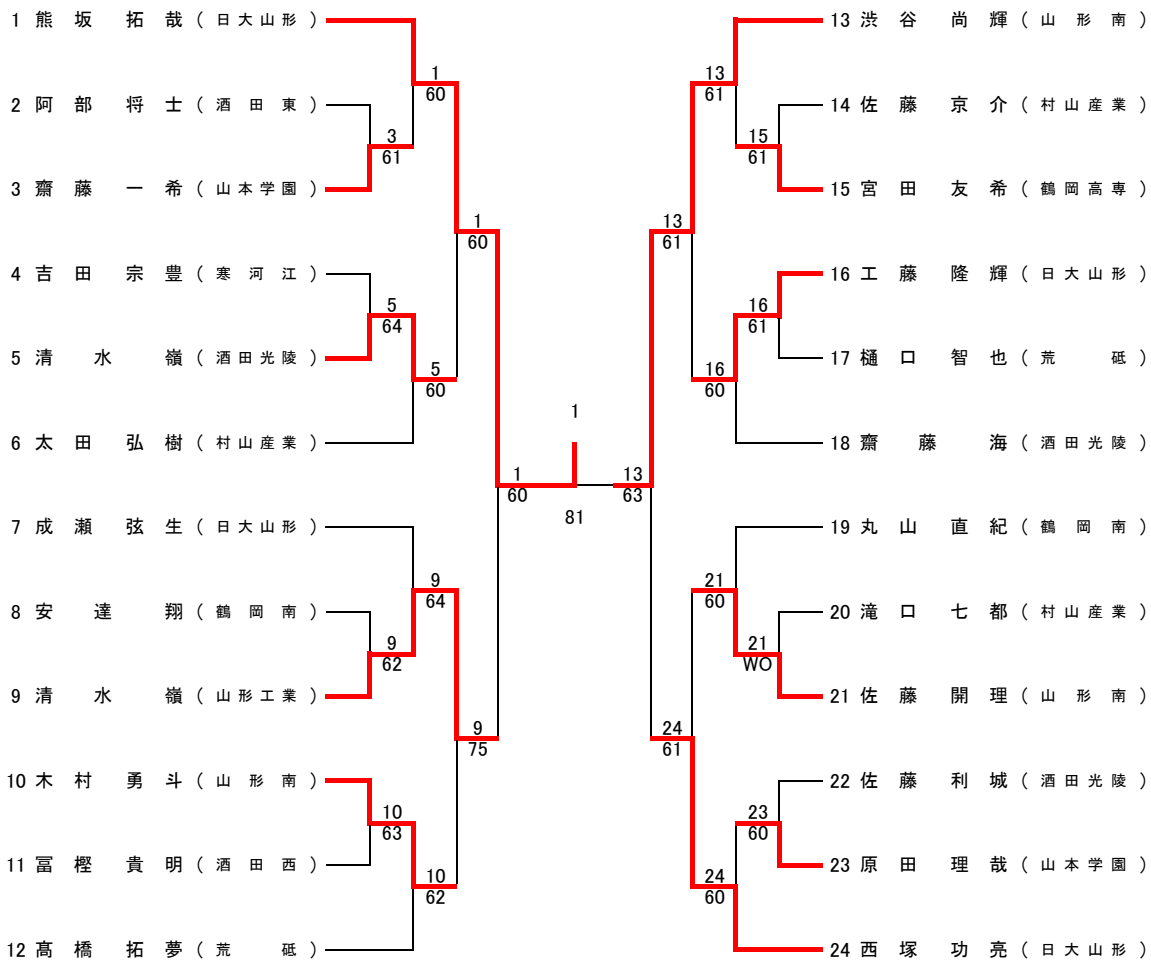 1 熊坂拓哉（日大山形）
2 阿部将士（酒田東）
3 齋藤一希（山本学園）
4 吉田宗豊（寒河江）
5 清水嶺（酒田光陵）
6 太田弘樹（村山産業）
7 成瀬弦生（日大山形）
8 安達翔（鶴岡南）
9 清水嶺（山形工業）
10 木村勇斗（山形南）
11 冨樫貴明（酒田西）
12 髙橋拓夢（荒砥）
1
60
3
61
1
60
5
64
5
60
9
64
9
62
9
75
10
63
10
62
1
60
1
81
13
63
13
61
15
61
13
61
16
61
16
60
21
60
21
WO
24
61
23
60
24
60
13 渋谷尚輝（山形南）
14 佐藤京介（村山産業）
15 宮田友希（鶴岡高専）
16 工藤隆輝（日大山形）
17 樋口智也（荒砥）
18 齋藤海（酒田光陵）
19 丸山直紀（鶴岡南）
20 滝口七都（村山産業）
21 佐藤開理（山形南）
22 佐藤利城（酒田光陵）
23 原田理哉（山本学園）
24 西塚功亮（日大山形）